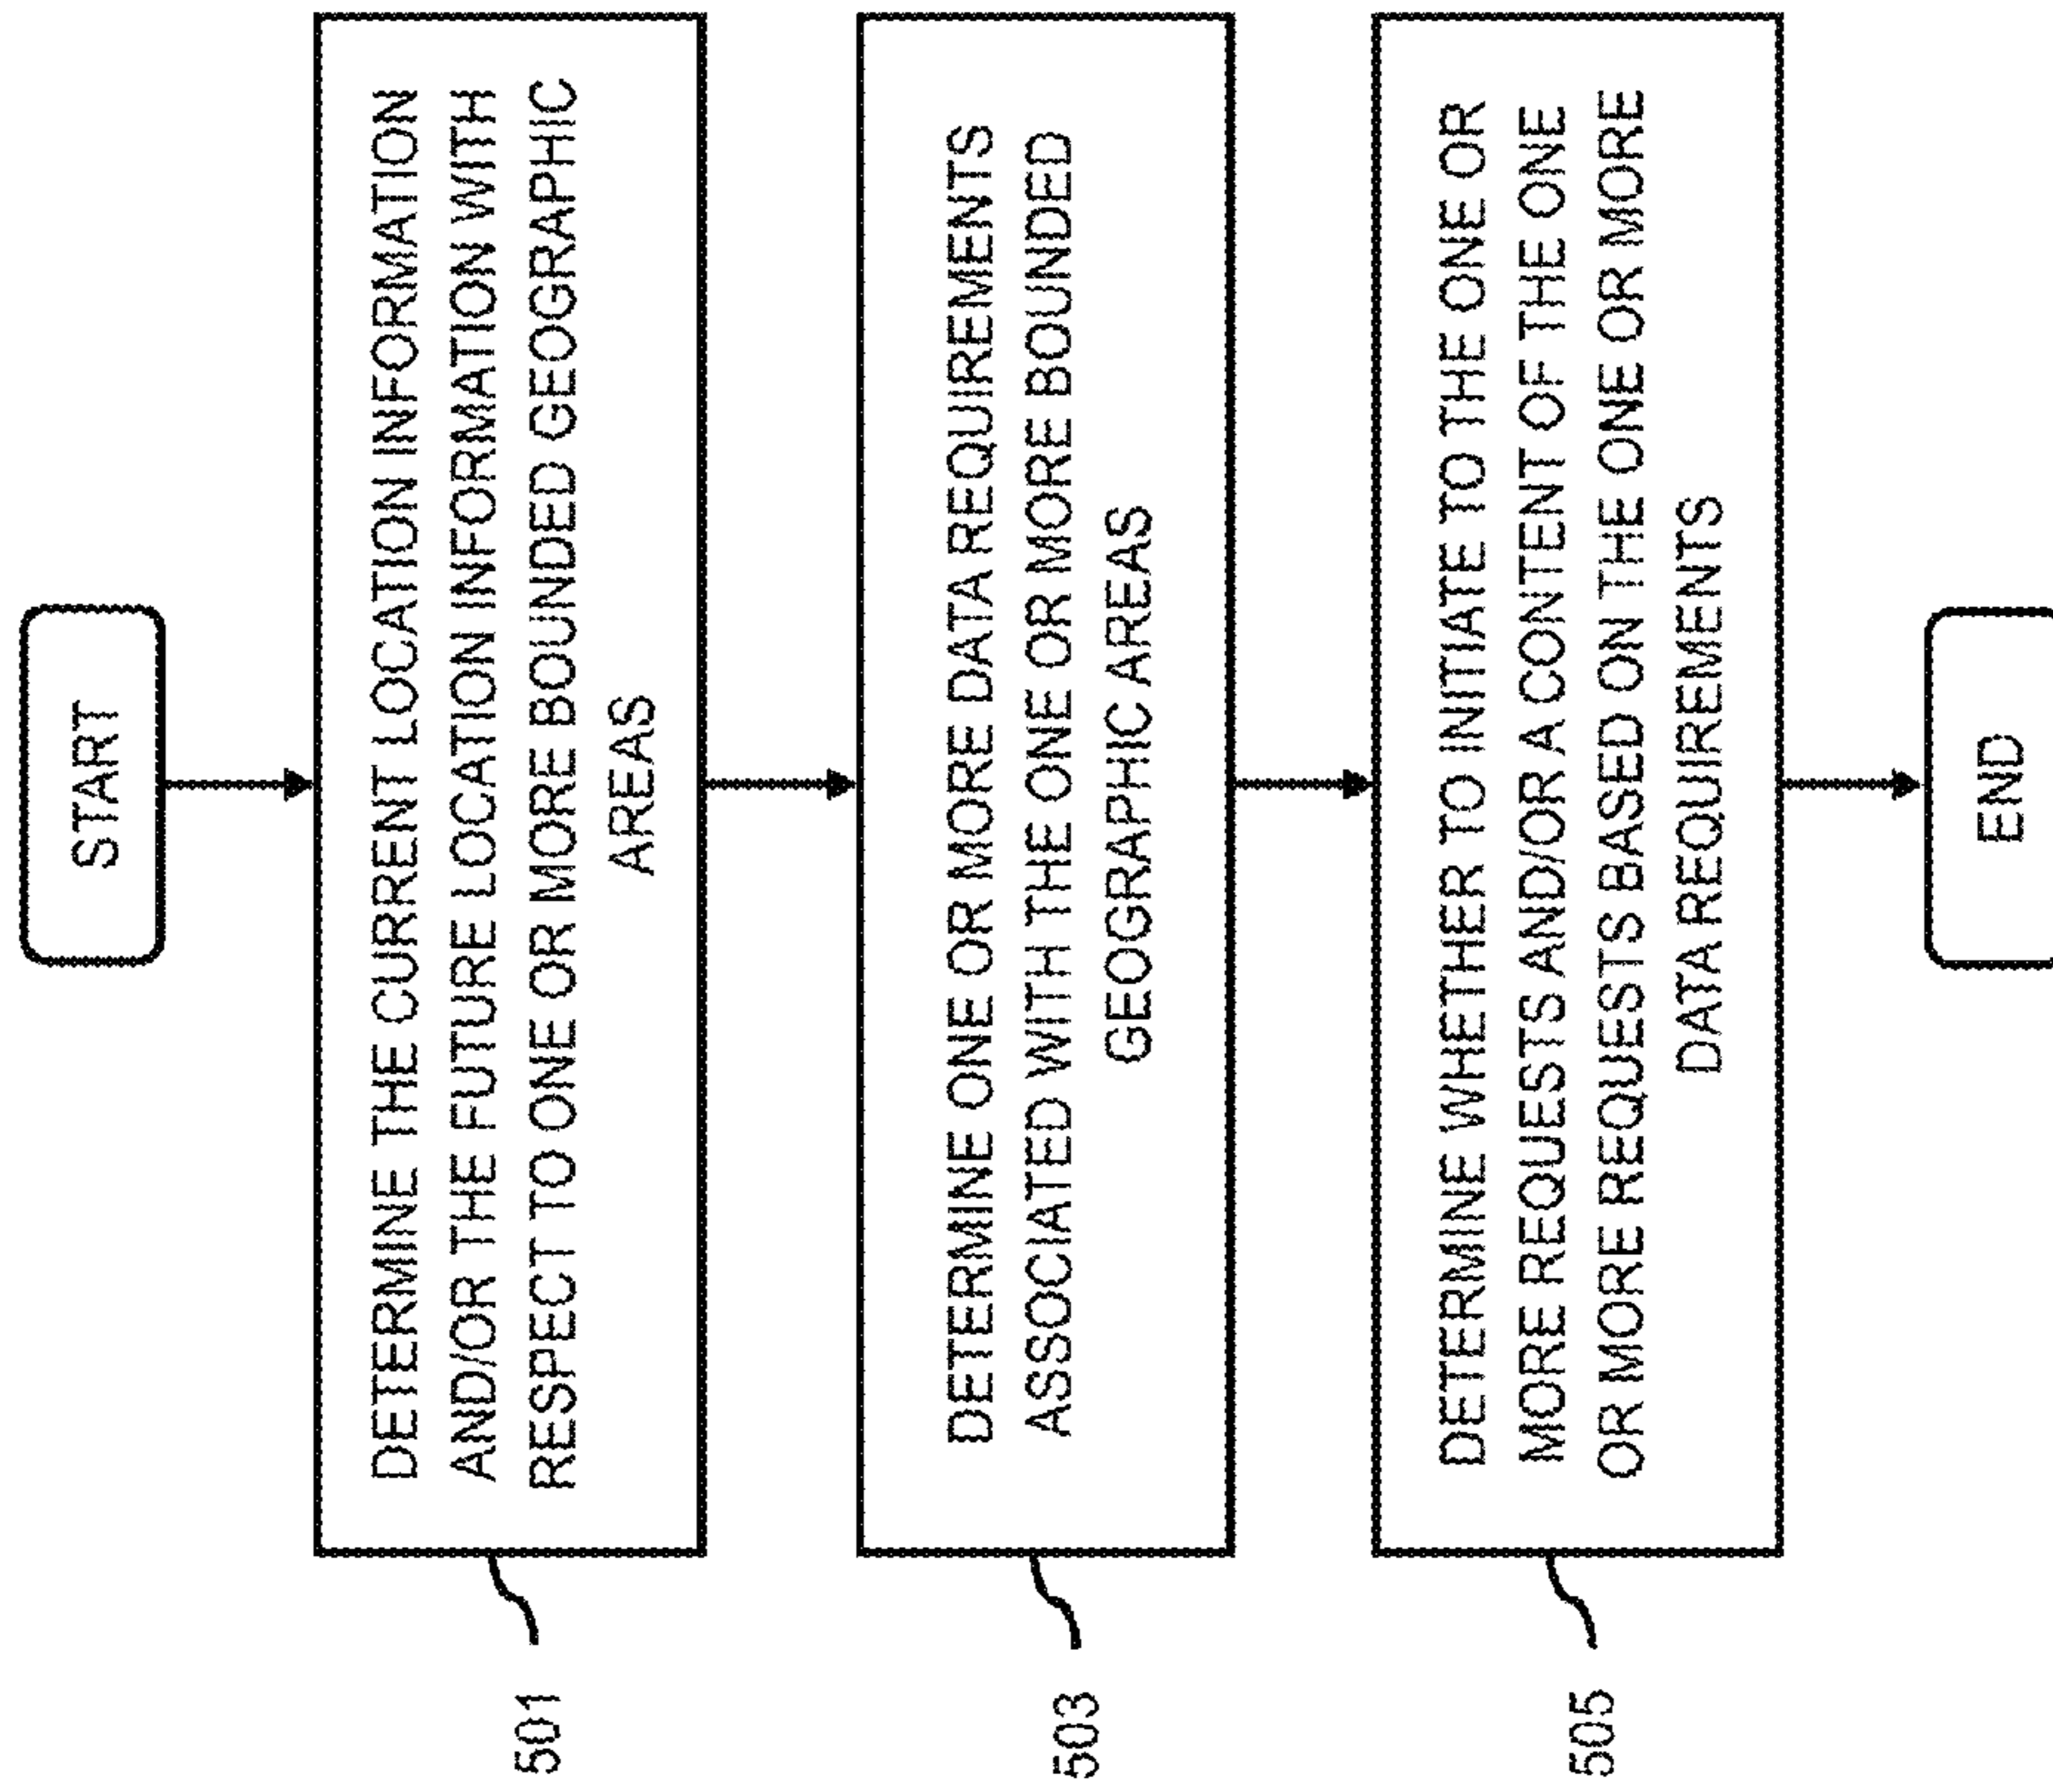 START
DETERMINE THE CURRENT LOCATION INFORMATION
AND/OR THE FUTURE LOCATION INFORMATION WITH
RESPECT TO ONE OR MORE BOUNDED GEOGRAPHIC
AREAS
501
DETERMINE ONE OR MORE DATA REQUIREMENTS
ASSOCIATED WITH THE ONE OR MORE BOUNDED
GEOGRAPHIC AREAS
503
DETERMINE WHETHER TO INITIATE TO THE ONE OR
MORE REQUESTS AND/OR A CONTENT OF THE ONE
OR MORE REQUESTS BASED ON THE ONE OR MORE
DATA REQUIREMENTS
505
END